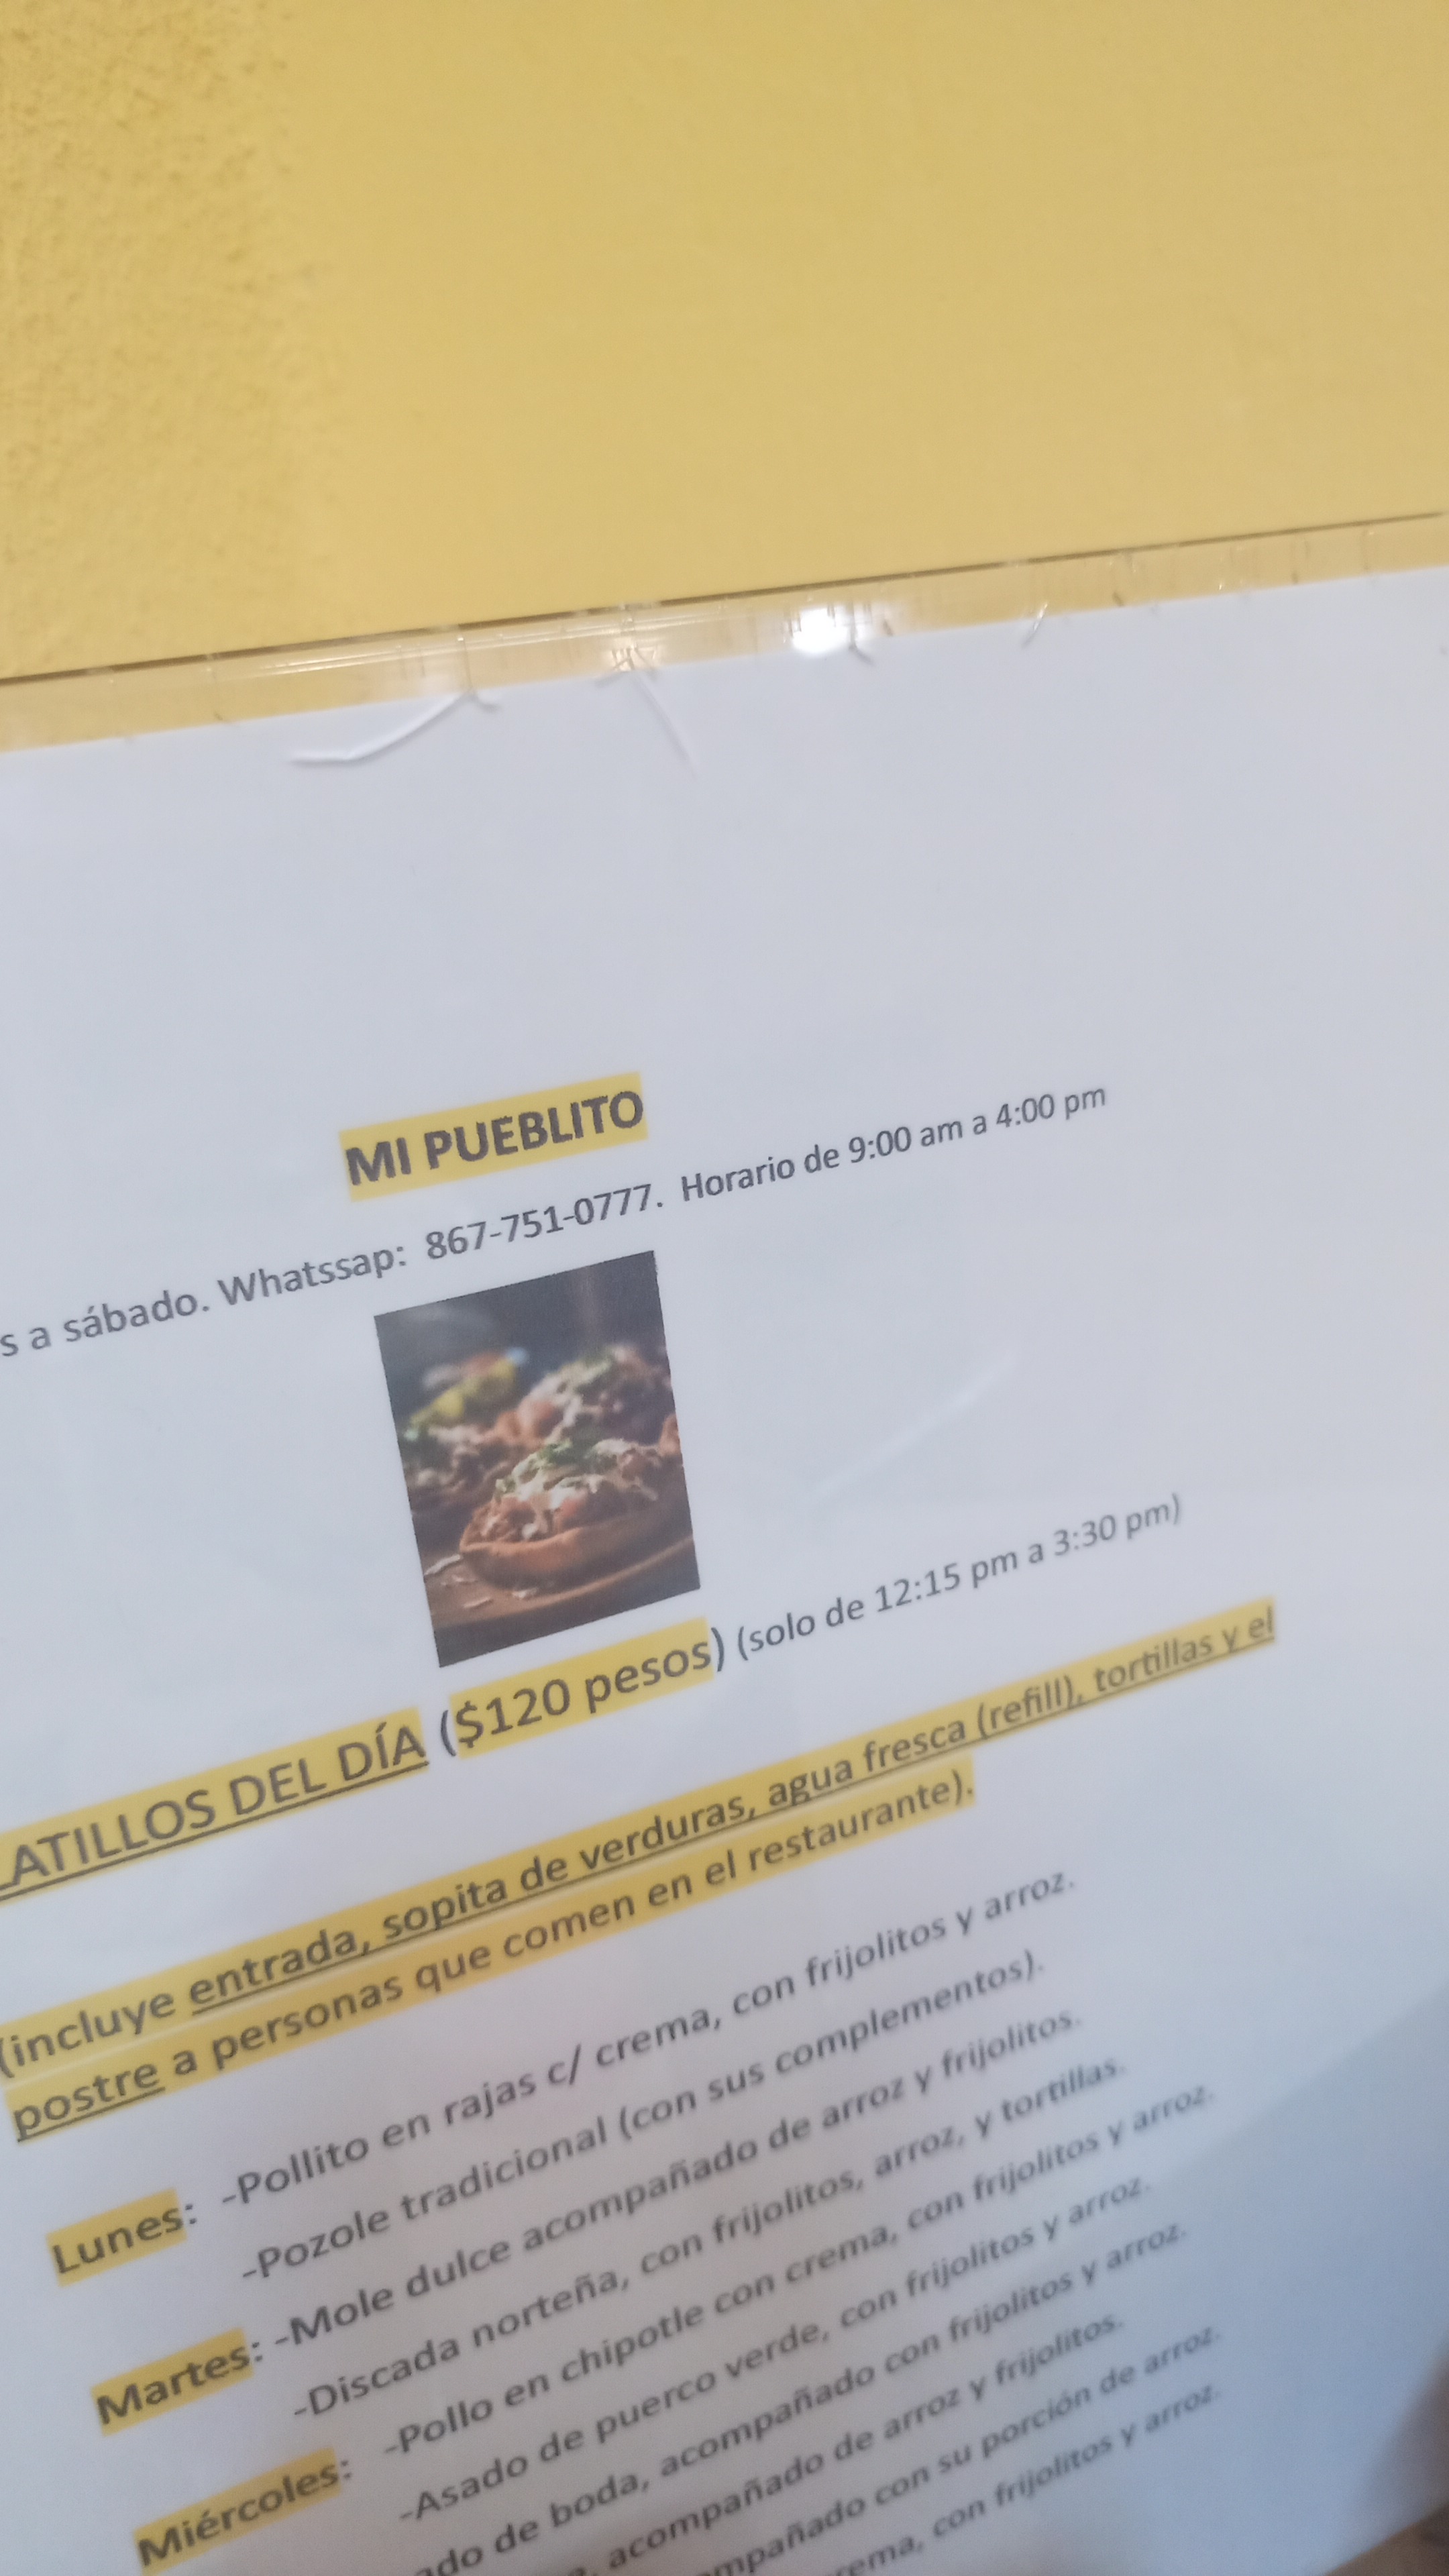 MI PUEBLITO
s a sábado. Whatssap: 867-751-0777. Horario de 9:00 am a 4:00 pm
LATILLOS DEL DÍA ($120 pesos) (solo de 12:15 pm a 3:30 pm)
(incluye entrada, sopita de verduras, agua fresca (refill), tortillas y el
postre a personas que comen en el restaurante).
Lunes: -Pollito en rajas c/ crema, con frijolitos y arroz.
-Pozole tradicional (con sus complementos).
Martes: -Mole dulce acompañado de arroz y frijolitos.
-Discada norteña, con frijolitos, arroz, y tortillas.
Miércoles: -Pollo en chipotle con crema, con frijolitos y arroz.
-Asado de puerco verde, con frijolitos y arroz.
ado de boda, acompañado con frijolitos y arroz.
, acompañado de arroz y frijolitos.
mpañado con su porción de arroz.
rema, con frijolitos y arroz.